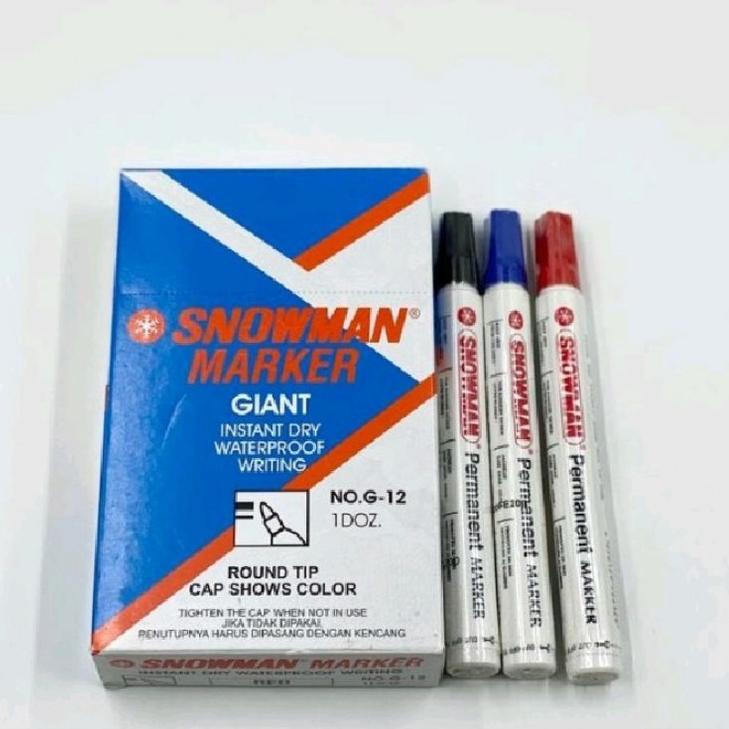 SNOWMAN®
MARKER
GIANT
INSTANT DRY
WATERPROOF
WRITING
NO.G-12
1DOZ.
ROUND TIP
CAP SHOWS COLOR
TIGHTEN THE CAP WHEN NOT IN USE
JIKA TIDAK DIPAKAI,
PENUTUPNYA HARUS DIPASANG DENGAN KENCANG
SNOWMAN MARKER
INSTANT DRY WATERPROOF WRITING
RED
NO.G-12
SNOWMAN
Permanent MARKER
SNOWMAN
Permanent MARKER
SNOWMAN
Permanent MARKER